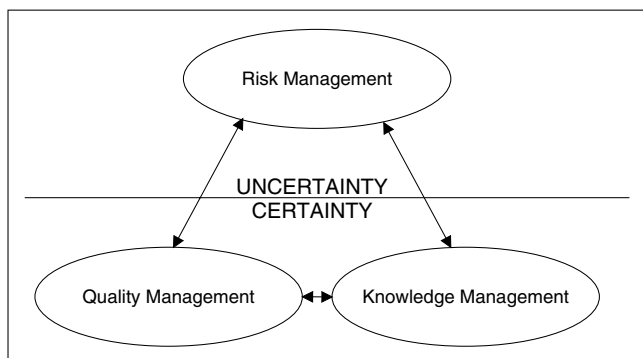 Risk Management
UNCERTAINTY
CERTAINTY
Quality Management
Knowledge Management